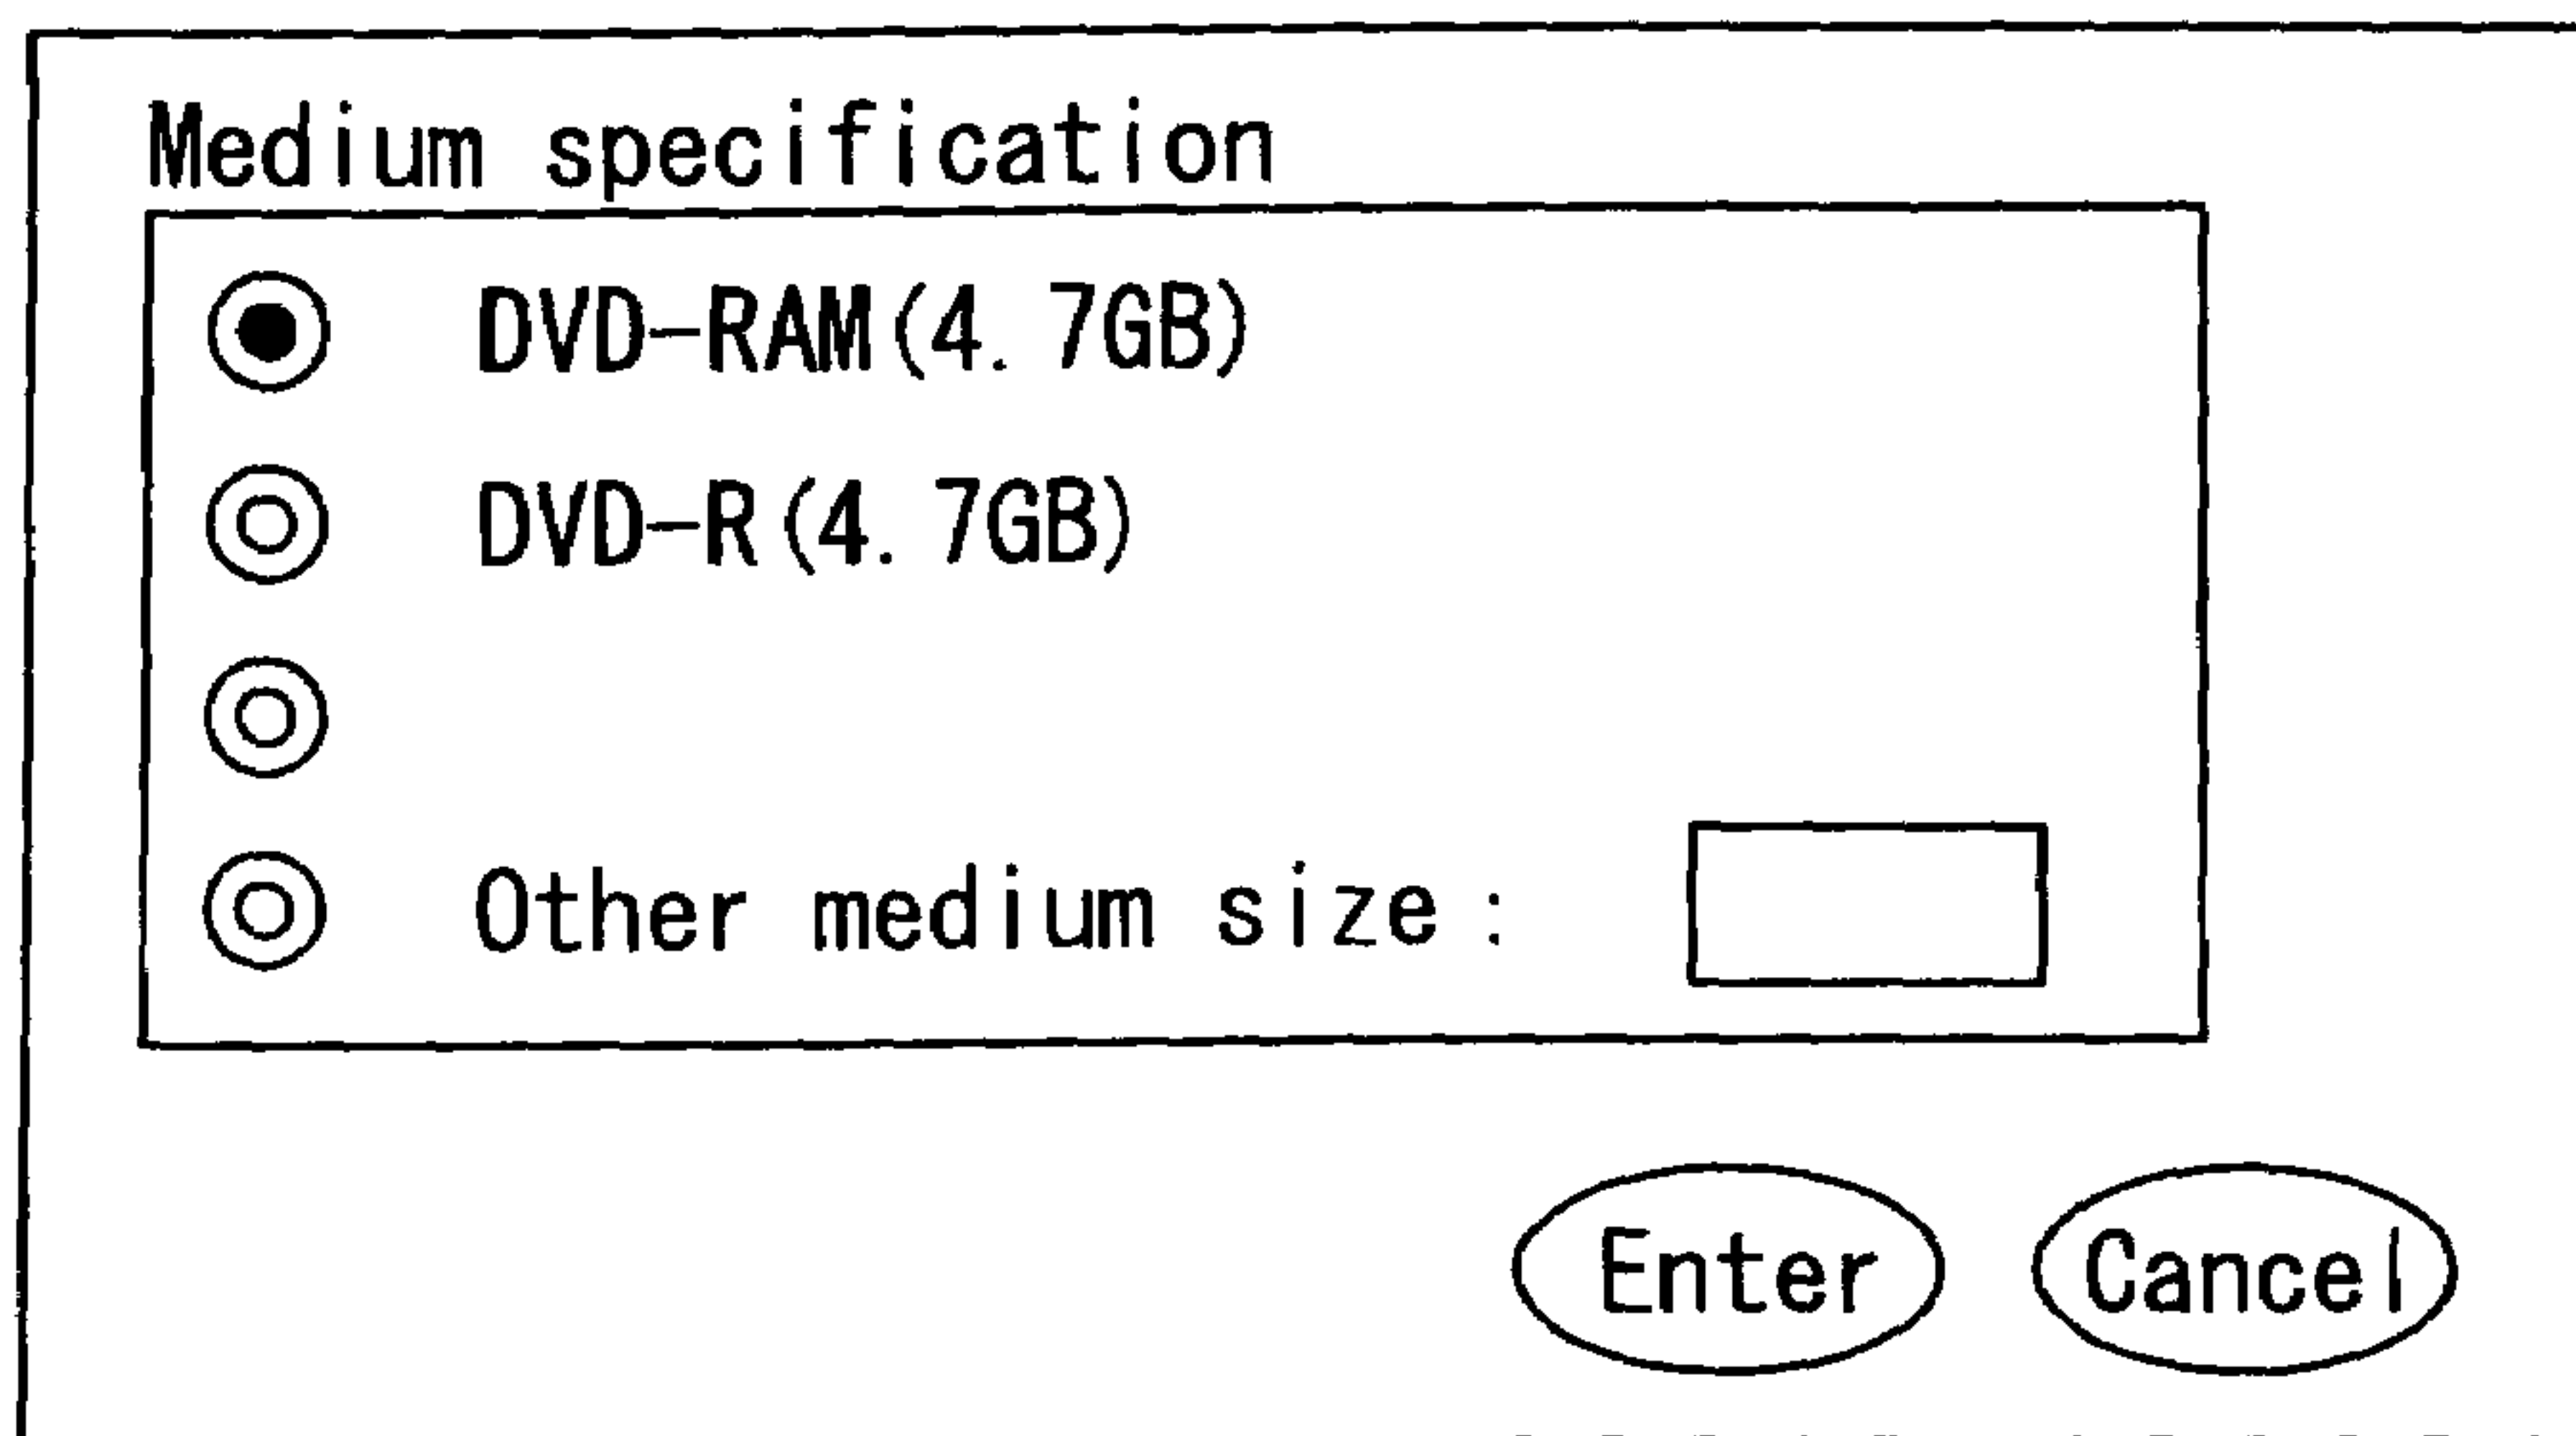 Medium specification
DVD-RAM(4. 7GB)
DVD-R(4. 7GB)
Other medium size :
Enter Cancel